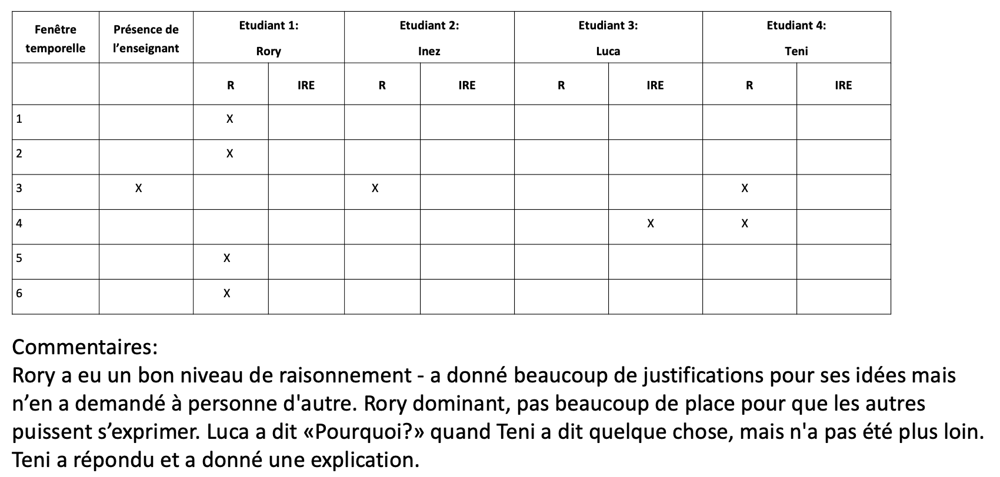 Fenêtre temporelle Présence de l’enseignant Etudiant 1: Rory Etudiant 2: Inez Etudiant 3: Luca Etudiant 4: Teni
R IRE R IRE R IRE R IRE
1 X
2 X
3 X X X
4 X X
5 X
6 X
Commentaires:
Rory a eu un bon niveau de raisonnement - a donné beaucoup de justifications pour ses idées mais
n’en a demandé à personne d'autre. Rory dominant, pas beaucoup de place pour que les autres
puissent s’exprimer. Luca a dit «Pourquoi?» quand Teni a dit quelque chose, mais n'a pas été plus loin.
Teni a répondu et a donné une explication.